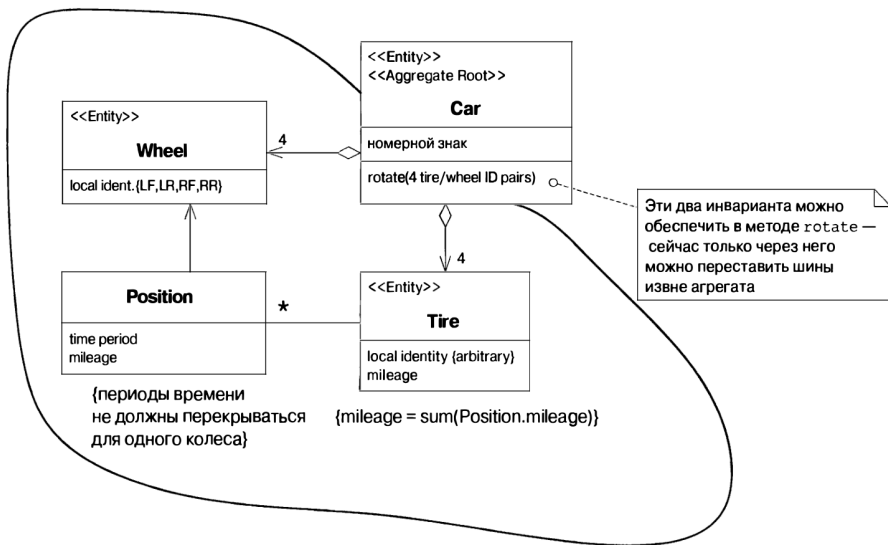 <<Entity>>
<<Aggregate Root>>
Car
номерной знак
rotate(4 tire/wheel ID pairs)
<<Entity>>
Wheel
local ident.{LF,LR,RF,RR}
4
4
Эти два инварианта можно
обеспечить в методе rotate —
сейчас только через него
можно переставить шины
извне агрегата
Position
time period
mileage
*
<<Entity>>
Tire
local identity {arbitrary}
mileage
{периоды времени
не должны перекрываться
для одного колеса}
{mileage = sum(Position.mileage)}